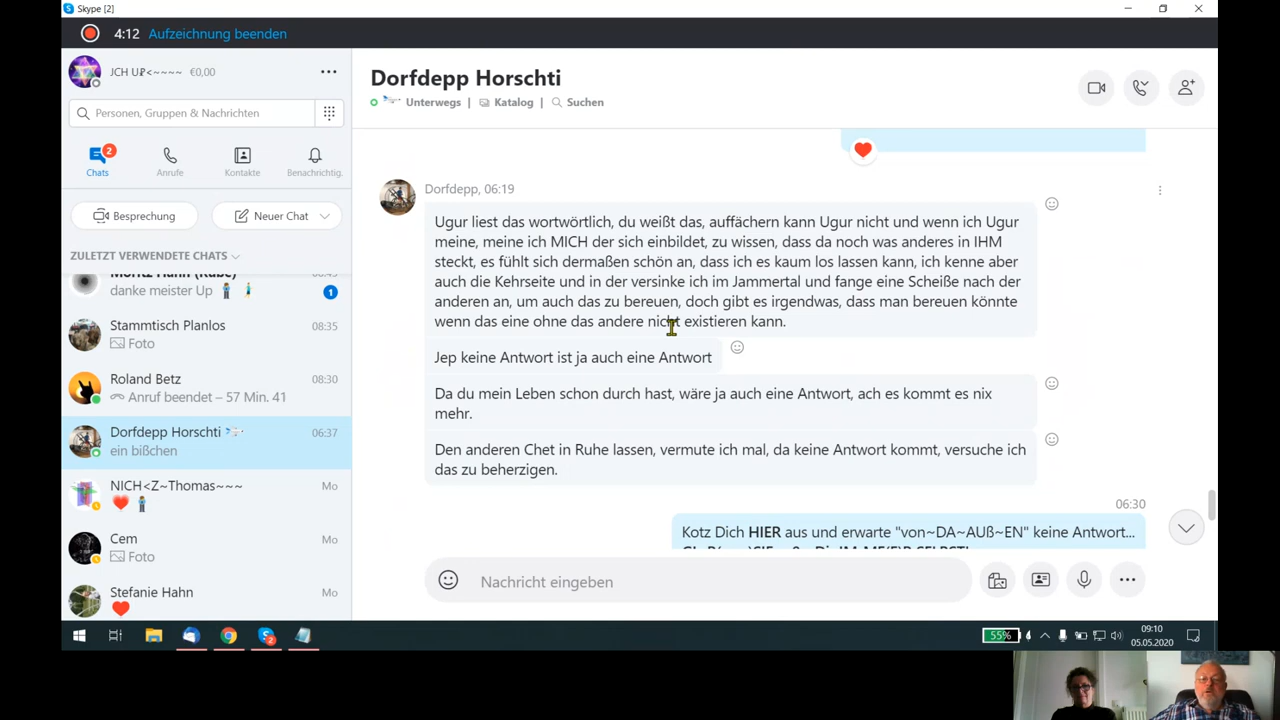 Skype [2]
4:12 Aufzeichnung beenden
€0,00
Personen, Gruppen & Nachrichten
2
Chats
Anrufe
Kontakte
Benachrichtig.
Besprechung
Neuer Chat
ZULETZT VERWENDETE CHATS
danke meister Up
1
Stammtisch Planlos
08:35
Foto
Roland Betz
08:30
Anruf beendet – 57 Min. 41
Dorfdepp Horschti
06:37
ein bißchen
NICH<Z~Thomas~~~
Mo
Cem
Mo
Foto
Stefanie Hahn
Mo
Dorfdepp Horschti
Unterwegs | Katalog | Suchen
Dorfdepp, 06:19
Ugur liest das wortwörtlich, du weißt das, auffächern kann Ugur nicht und wenn ich Ugur
meine, meine ich MICH der sich einbildet, zu wissen, dass da noch was anderes in IHM
steckt, es fühlt sich dermaßen schön an, dass ich es kaum los lassen kann, ich kenne aber
auch die Kehrseite und in der versinke ich im Jammertal und fange eine Scheiße nach der
anderen an, um auch das zu bereuen, doch gibt es irgendwas, dass man bereuen könnte
wenn das eine ohne das andere nicht existieren kann.
Jep keine Antwort ist ja auch eine Antwort
Da du mein Leben schon durch hast, wäre ja auch eine Antwort, ach es kommt es nix
mehr.
Den anderen Chet in Ruhe lassen, vermute ich mal, da keine Antwort kommt, versuche ich
das zu beherzigen.
06:30
Kotz Dich HIER aus und erwarte "von~DA~AUß~EN" keine Antwort...
Nachricht eingeben
55%
2
09:10
05.05.2020